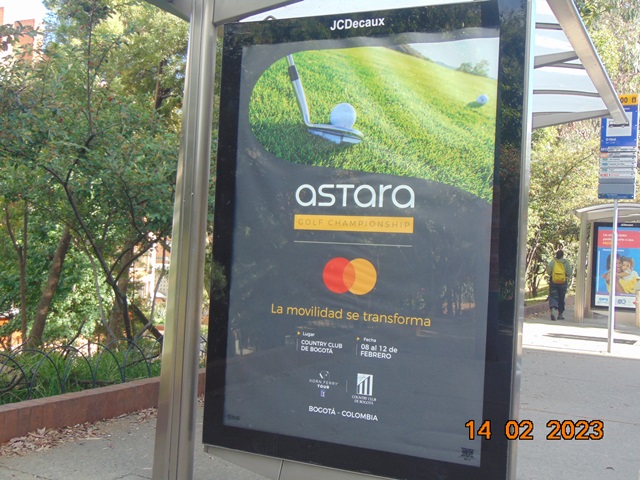 JCDecaux
astara
GOLF CHAMPIONSHIP
La movilidad se transforma
Lugar
COUNTRY CLUB
DE BOGOTÁ
Fecha
08 al 12 de
FEBRERO
KORN FERRY
TOUR
COUNTRY CLUB
DE BOGOTÁ
BOGOTÁ - COLOMBIA
14 02 2023